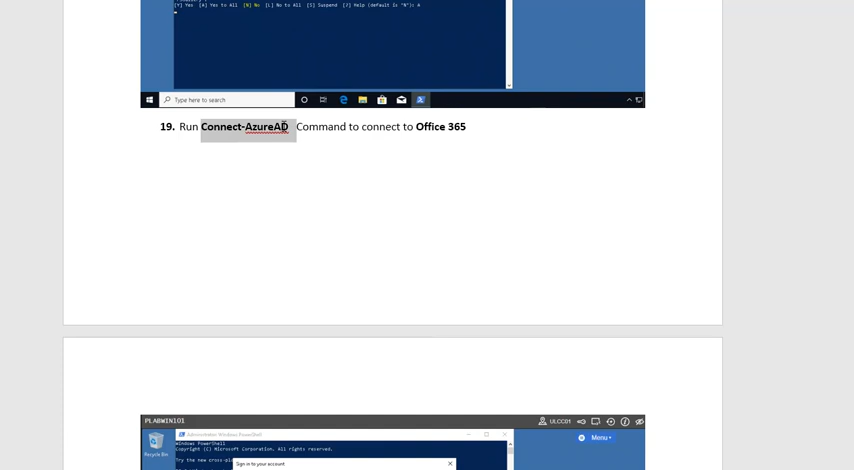 [Y] Yes  [A] Yes to All  [N] No  [L] No to All  [S] Suspend  [?] Help (default is "N"): A
Type here to search
19. Run Connect-AzureAD Command to connect to Office 365
PLABWIN101
ULCC01
Administrator: Windows PowerShell
Recycle Bin
Windows PowerShell
Copyright (C) Microsoft Corporation. All rights reserved.
Menu
Try the new cross-pl
Sign in to your account